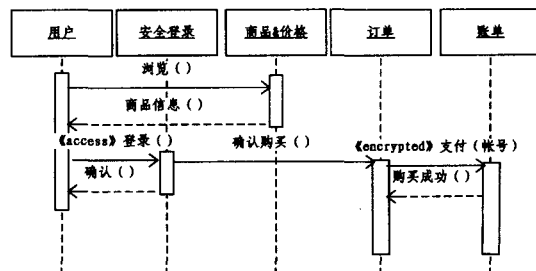 用户 安全登录 商品&价格 订单 账单
浏览（）
商品信息（）
《access》登录（） 确认购买（） 《encrypted》支付（帐号）
确认（） 购买成功（）